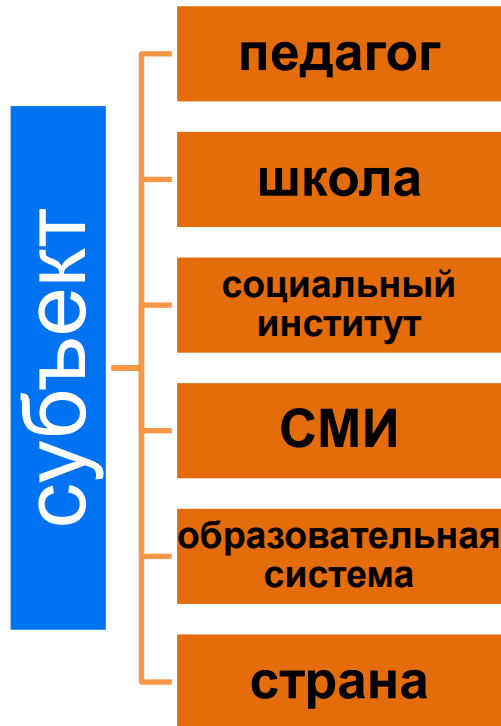 субъект
педагог
школа
социальный
институт
СМИ
образовательная
система
страна